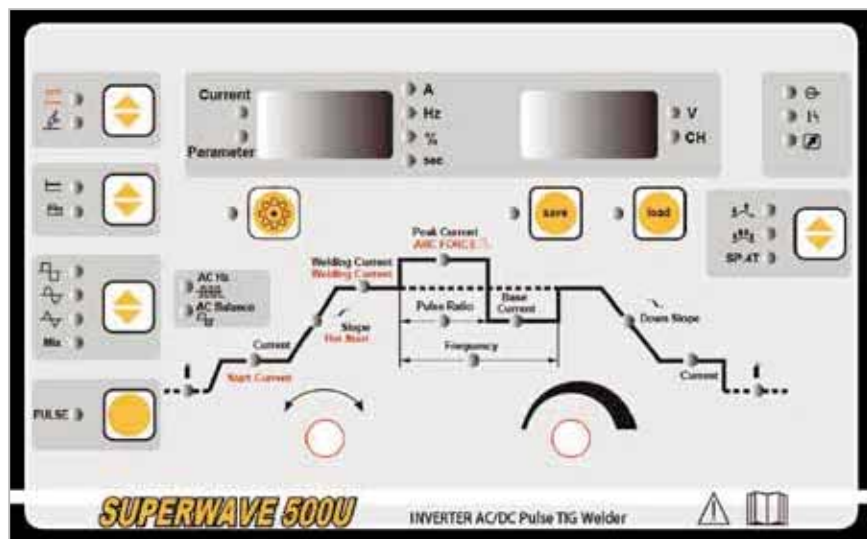 Current
Parameter
A
Hz
%
sec
V
CH
save
load
SP.AT
Peak Current
ARC FORCE
Welding Current
Welding Current
AC Hz
AC Balance
Mix
Pulse Ratio
Base
Current
Slope
Hot Start
Down Slope
Current
Start Current
Frequency
Current
PULSE
SUPERWAVE 500U
INVERTER AC/DC Pulse TIG Welder